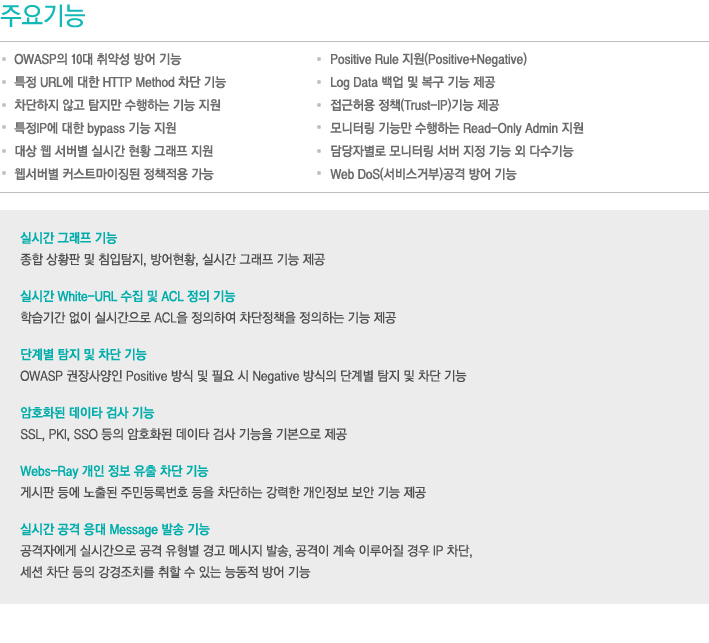 주요기능
OWASP의 10대 취약성 방어 기능
특정 URL에 대한 HTTP Method 차단 기능
차단하지 않고 탐지만 수행하는 기능 지원
특정IP에 대한 bypass 기능 지원
대상 웹 서버별 실시간 현황 그래프 지원
웹서버별 커스트마이징된 정책적용 가능
Positive Rule 지원(Positive+Negative)
Log Data 백업 및 복구 기능 제공
접근허용 정책(Trust-IP)기능 제공
모니터링 기능만 수행하는 Read-Only Admin 지원
담당자별로 모니터링 서버 지정 기능 외 다수기능
Web DoS(서비스거부)공격 방어 기능
실시간 그래프 기능
종합 상황판 및 침입탐지, 방어현황, 실시간 그래프 기능 제공
실시간 White-URL 수집 및 ACL 정의 기능
학습기간 없이 실시간으로 ACL을 정의하여 차단정책을 정의하는 기능 제공
단계별 탐지 및 차단 기능
OWASP 권장사양인 Positive 방식 및 필요 시 Negative 방식의 단계별 탐지 및 차단 기능
암호화된 데이타 검사 기능
SSL, PKI, SSO 등의 암호화된 데이타 검사 기능을 기본으로 제공
Webs-Ray 개인 정보 유출 차단 기능
게시판 등에 노출된 주민등록번호 등을 차단하는 강력한 개인정보 보안 기능 제공
실시간 공격 응대 Message 발송 기능
공격자에게 실시간으로 공격 유형별 경고 메시지 발송, 공격이 계속 이루어질 경우 IP 차단,
세션 차단 등의 강경조치를 취할 수 있는 능동적 방어 기능